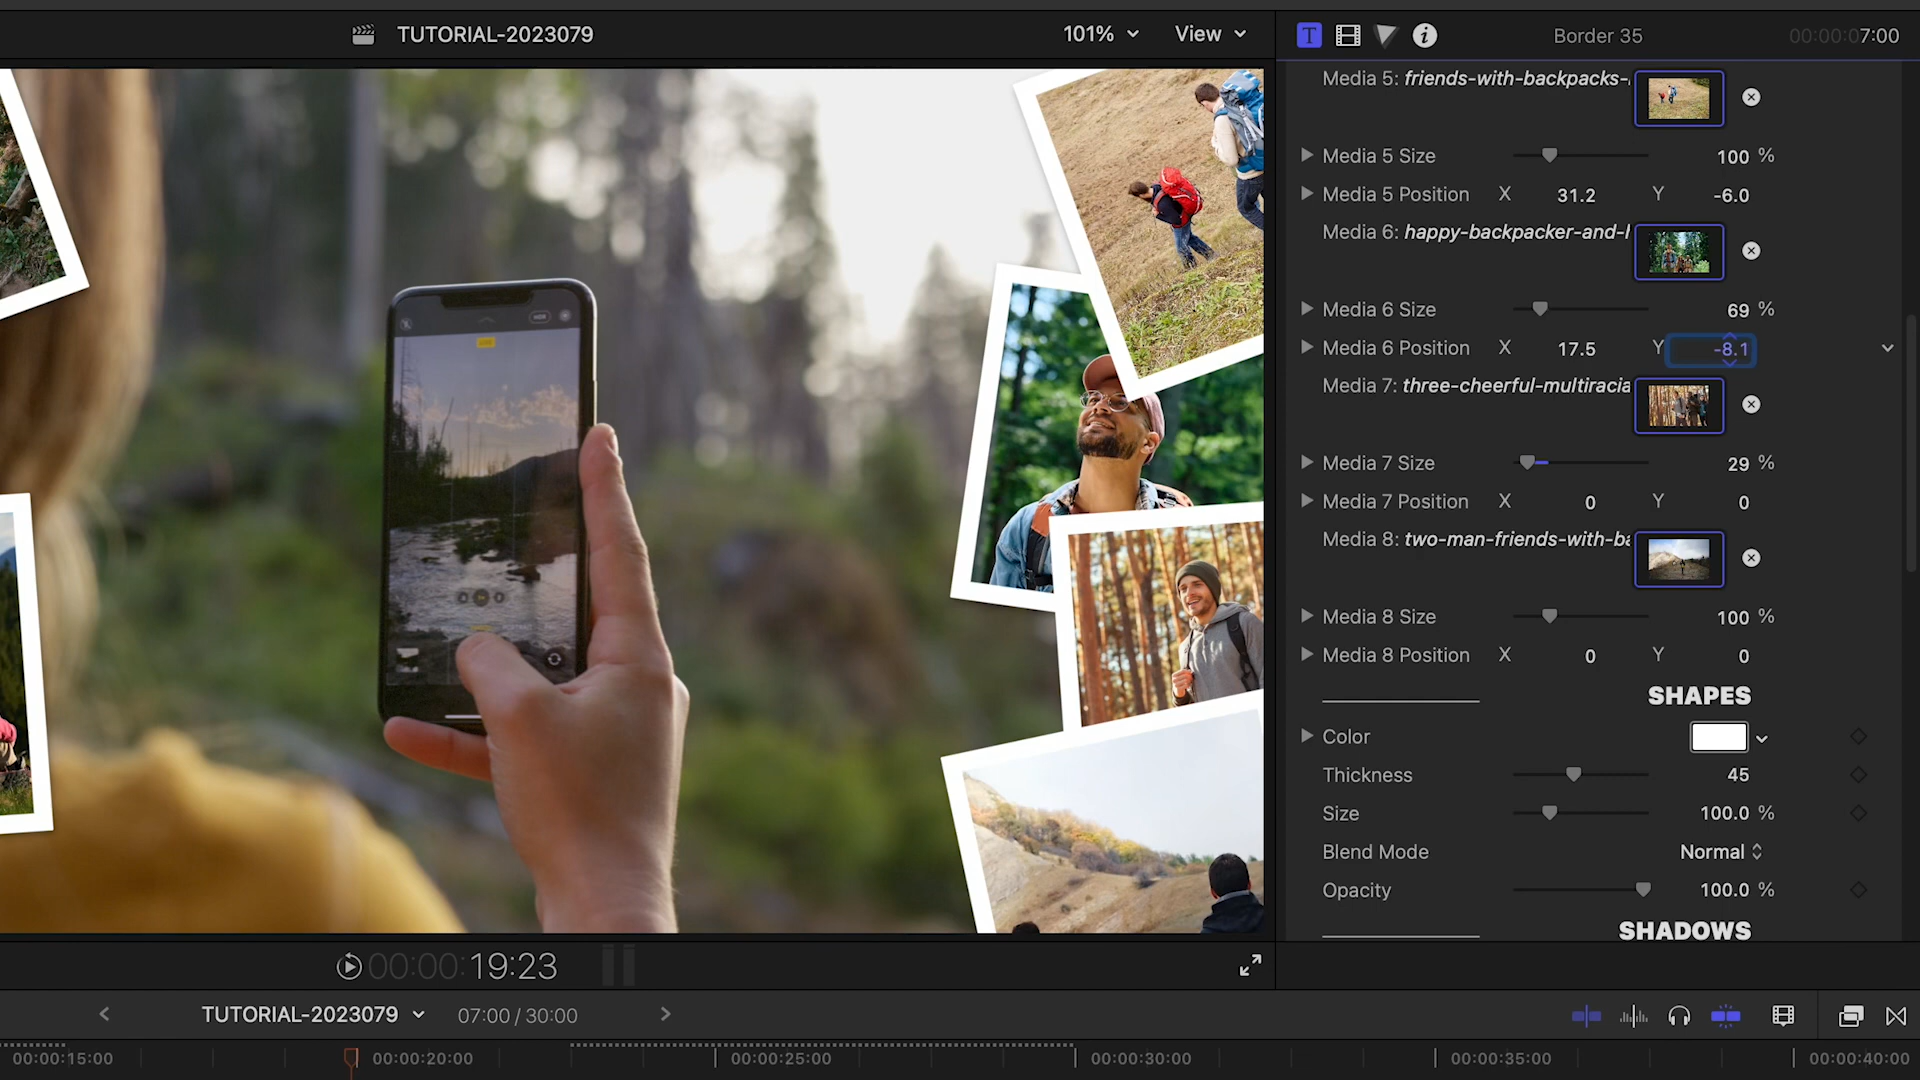 TUTORIAL-2023079
101%
View
T
i
Border 35
00:00:07:00
Media 5: friends-with-backpacks-
Media 5 Size
100 %
Media 5 Position X 31.2 Y -6.0
Media 6: happy-backpacker-and-
Media 6 Size
69 %
Media 6 Position X 17.5 Y -8.1
Media 7: three-cheerful-multiracia
Media 7 Size
29 %
Media 7 Position X 0 Y 0
Media 8: two-man-friends-with-ba
Media 8 Size
100 %
Media 8 Position X 0 Y 0
SHAPES
Color
Thickness
45
Size
100.0 %
Blend Mode
Normal
Opacity
100.0 %
SHADOWS
00:00:19:23
TUTORIAL-2023079
07:00 / 30:00
00:00:15:00
00:00:20:00
00:00:25:00
00:00:30:00
00:00:35:00
00:00:40:00